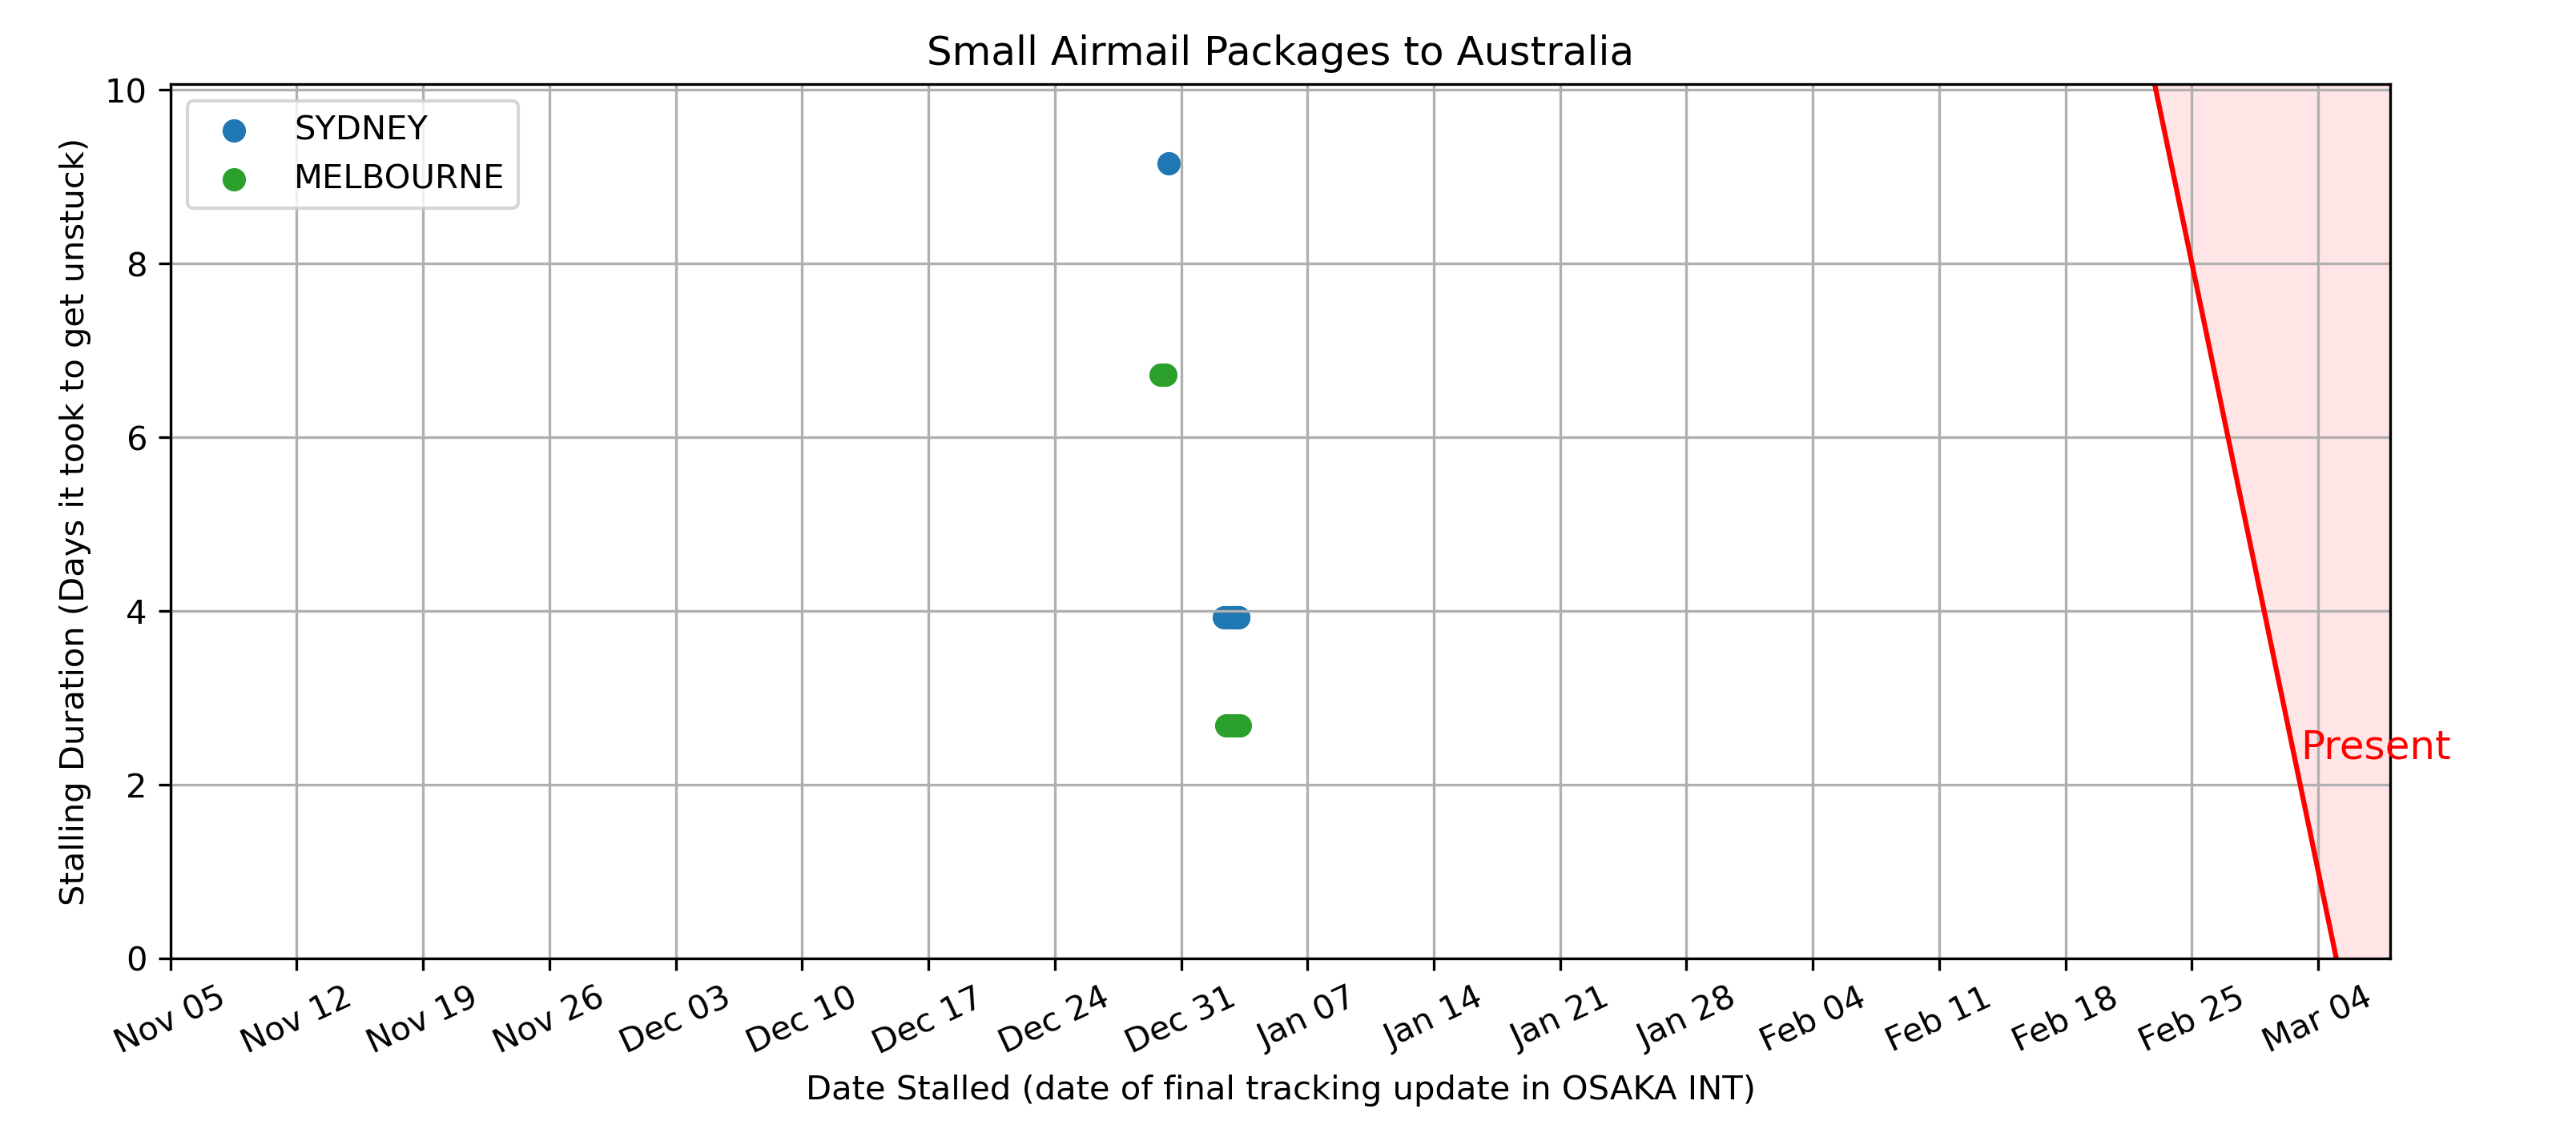 Small Airmail Packages to Australia
SYDNEY
MELBOURNE
Stalling Duration (Days it took to get unstuck)
10
8
6
4
2
0
Present
Nov 05
Nov 12
Nov 19
Nov 26
Dec 03
Dec 10
Dec 17
Dec 24
Dec 31
Jan 07
Jan 14
Jan 21
Jan 28
Feb 04
Feb 11
Feb 18
Feb 25
Mar 04
Date Stalled (date of final tracking update in OSAKA INT)